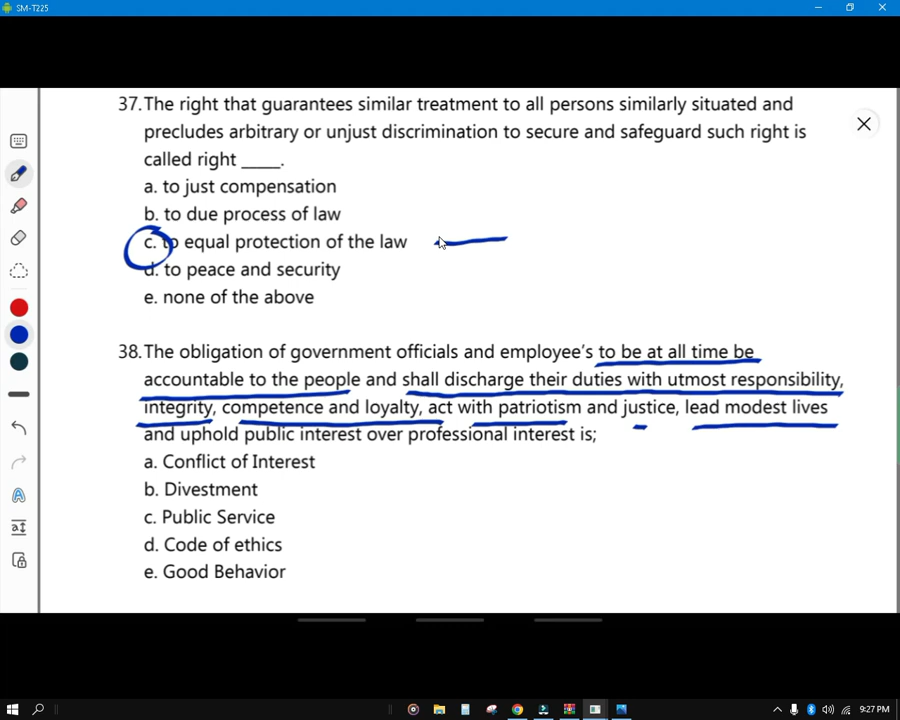 SM-T225
37. The right that guarantees similar treatment to all persons similarly situated and
precludes arbitrary or unjust discrimination to secure and safeguard such right is
called right ____.
a. to just compensation
b. to due process of law
c. to equal protection of the law
d. to peace and security
e. none of the above
38. The obligation of government officials and employee's to be at all time be
accountable to the people and shall discharge their duties with utmost responsibility,
integrity, competence and loyalty, act with patriotism and justice, lead modest lives
and uphold public interest over professional interest is;
a. Conflict of Interest
b. Divestment
c. Public Service
d. Code of ethics
e. Good Behavior
9:27 PM